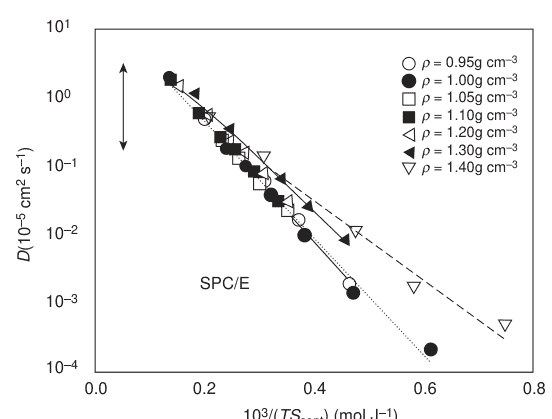 10¹
10⁰
10⁻¹
10⁻²
10⁻³
10⁻⁴
D(10⁻⁵ cm² s⁻¹)
ρ = 0.95g cm⁻³
ρ = 1.00g cm⁻³
ρ = 1.05g cm⁻³
ρ = 1.10g cm⁻³
ρ = 1.20g cm⁻³
ρ = 1.30g cm⁻³
ρ = 1.40g cm⁻³
SPC/E
0.0 0.2 0.4 0.6 0.8
10³/(TS